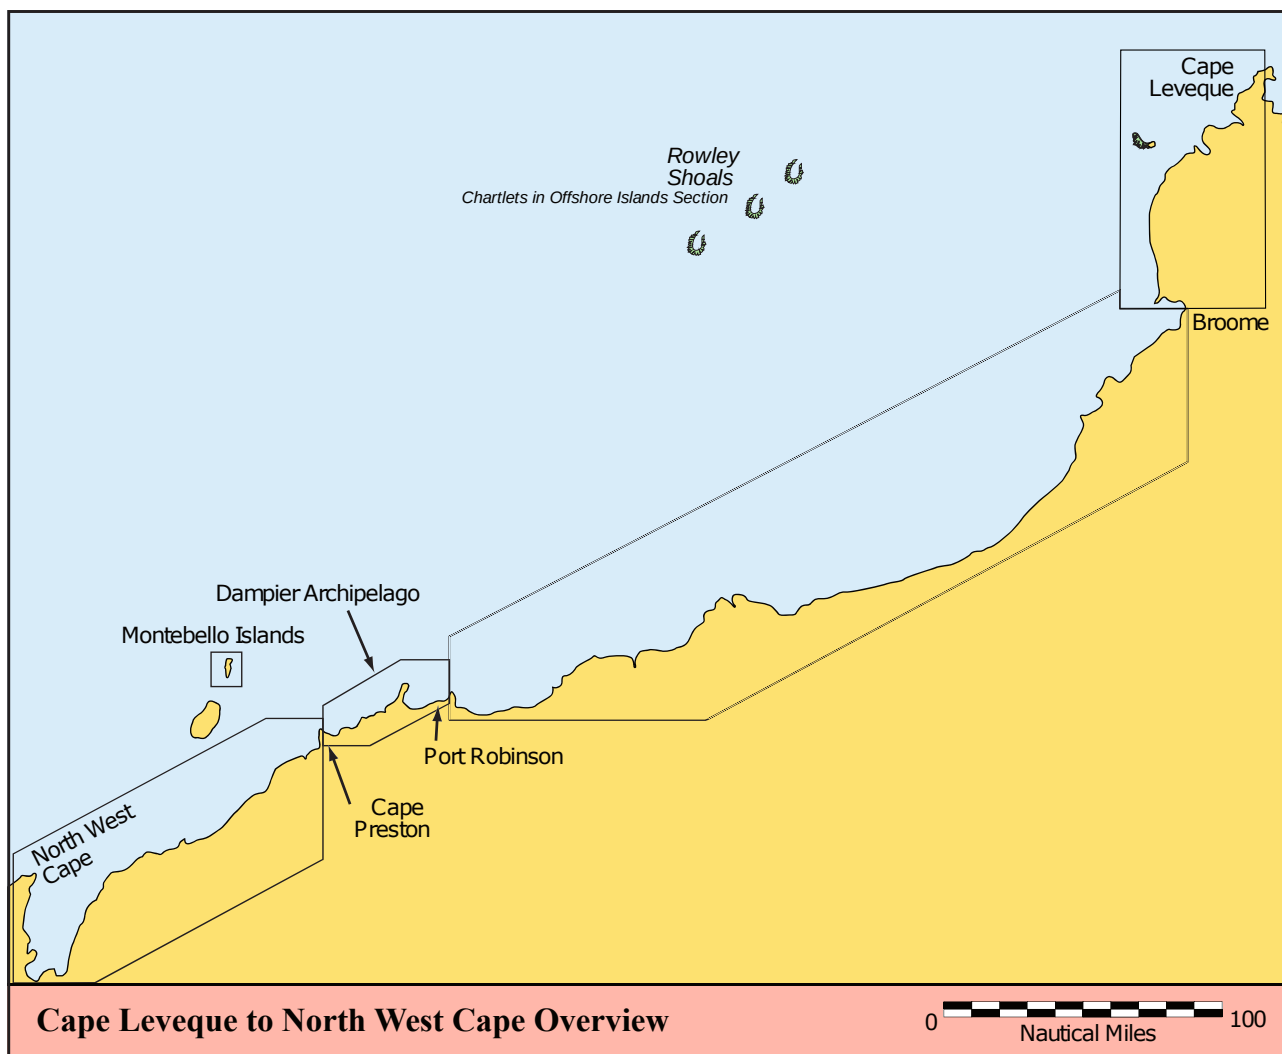 Cape
Leveque
Rowley
Shoals
Chartlets in Offshore Islands Section
Broome
Dampier Archipelago
Montebello Islands
Port Robinson
Cape
Preston
North West
Cape
Cape Leveque to North West Cape Overview
0
100
Nautical Miles